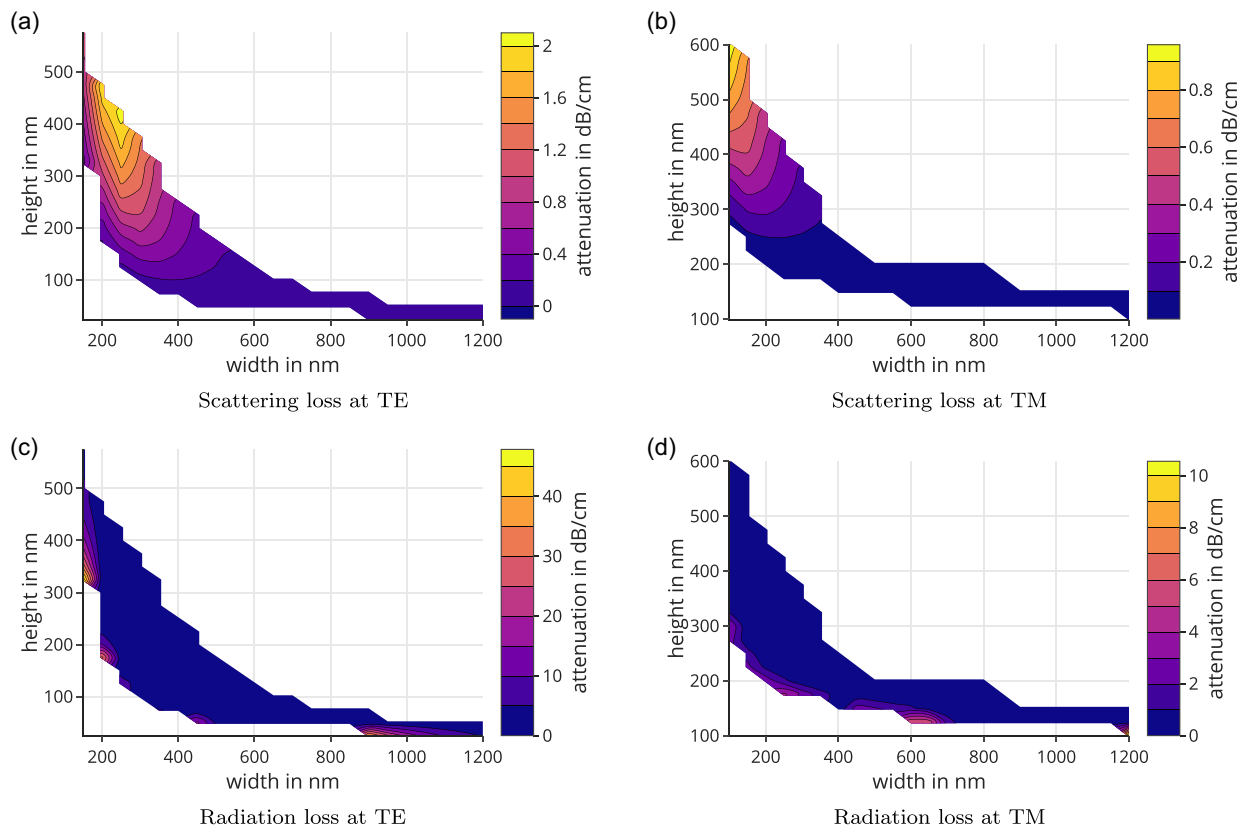 (a)
500
400
300
200
100
height in nm
200 400 600 800 1000 1200
width in nm
2
1.6
1.2
0.8
0.4
0
attenuation in dB/cm
Scattering loss at TE
(b)
600
500
400
300
200
100
height in nm
200 400 600 800 1000 1200
width in nm
0.8
0.6
0.4
0.2
attenuation in dB/cm
Scattering loss at TM
(c)
500
400
300
200
100
height in nm
200 400 600 800 1000 1200
width in nm
40
30
20
10
0
attenuation in dB/cm
Radiation loss at TE
(d)
600
500
400
300
200
100
height in nm
200 400 600 800 1000 1200
width in nm
10
8
6
4
2
0
attenuation in dB/cm
Radiation loss at TM